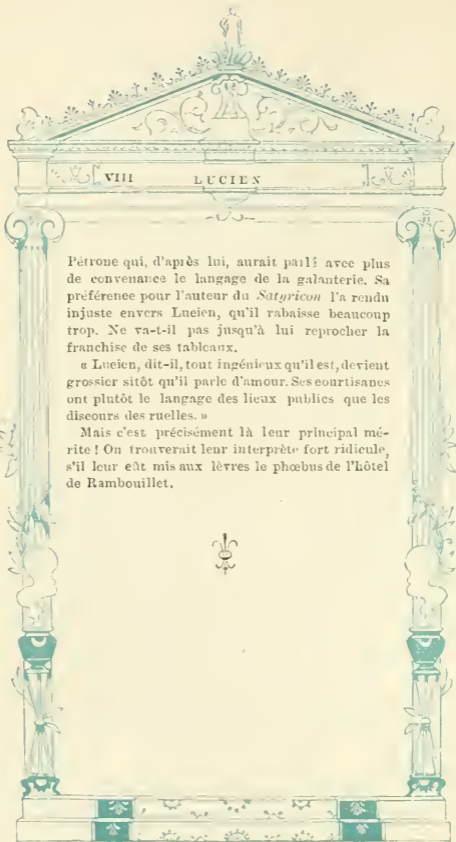 VIII LUCIEN
Pétrone qui, d'après lui, aurait parlé avec plus
de convenance le langage de la galanterie. Sa
préférence pour l'auteur du Satyricon l'a rendu
injuste envers Lucien, qu'il rabaisse beaucoup
trop. Ne va-t-il pas jusqu'à lui reprocher la
franchise de ses tableaux.
« Lucien, dit-il, tout ingénieux qu'il est, devient
grossier sitôt qu'il parle d'amour. Ses courtisanes
ont plutôt le langage des lieux publics que les
discours des ruelles. »
Mais c'est précisément là leur principal mé-
rite ! On trouverait leur interprète fort ridicule,
s'il leur eût mis aux lèvres le phœbus de l'hôtel
de Rambouillet.